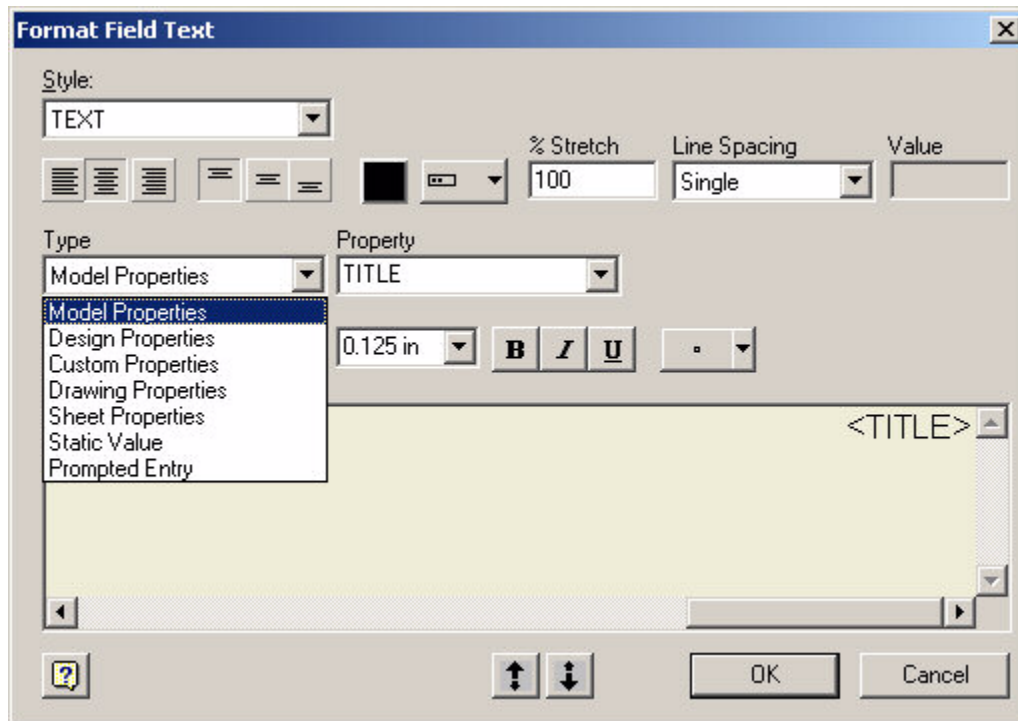 Format Field Text
Style:
TEXT
% Stretch
Line Spacing
Value
100
Single
Type
Property
Model Properties
TITLE
Model Properties
Design Properties
Custom Properties
Drawing Properties
Sheet Properties
Static Value
Prompted Entry
0.125 in
B I U
<TITLE>
OK
Cancel